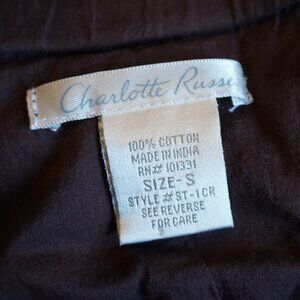 Charlotte Russe
100% COTTON
MADE IN INDIA
RN# 101331
SIZE-S
STYLE# ST-1CR
SEE REVERSE
FOR CARE